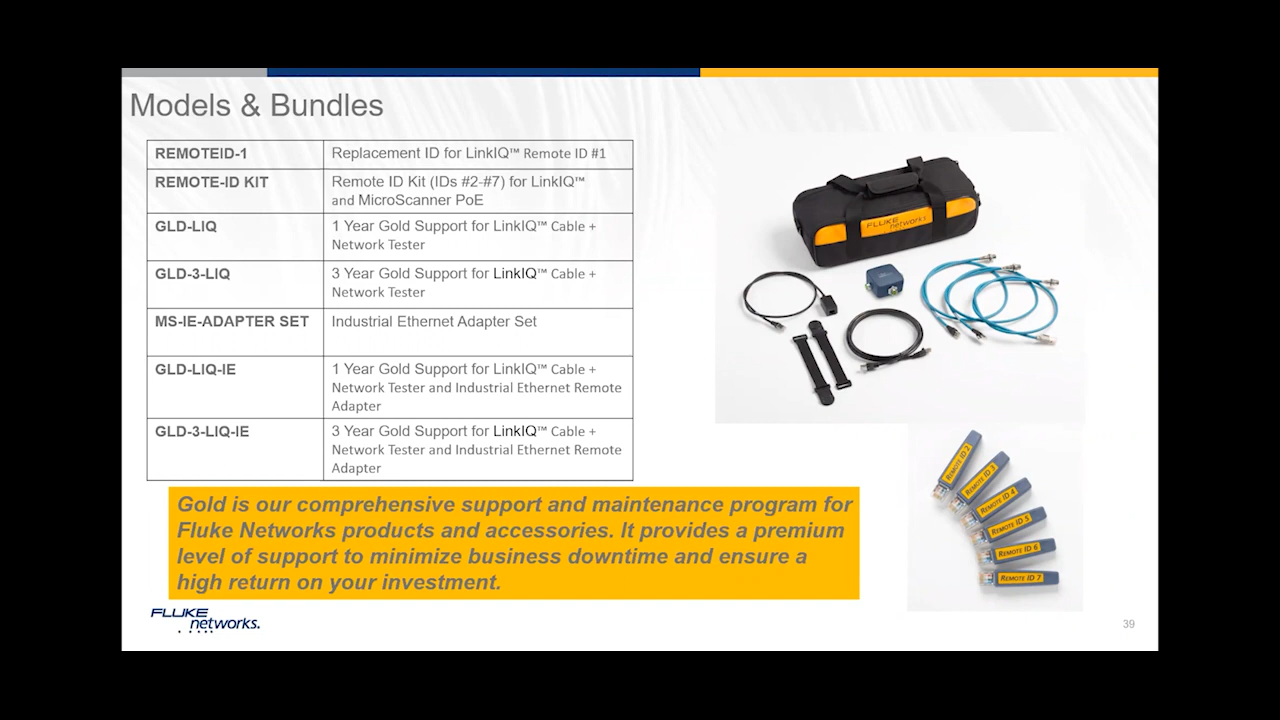 Models & Bundles
REMOTEID-1
Replacement ID for LinkIQ™ Remote ID #1
REMOTE-ID KIT
Remote ID Kit (IDs #2-#7) for LinkIQ™
and MicroScanner PoE
GLD-LIQ
1 Year Gold Support for LinkIQ™ Cable +
Network Tester
GLD-3-LIQ
3 Year Gold Support for LinkIQ™ Cable +
Network Tester
MS-IE-ADAPTER SET
Industrial Ethernet Adapter Set
GLD-LIQ-IE
1 Year Gold Support for LinkIQ™ Cable +
Network Tester and Industrial Ethernet Remote
Adapter
GLD-3-LIQ-IE
3 Year Gold Support for LinkIQ™ Cable +
Network Tester and Industrial Ethernet Remote
Adapter
Gold is our comprehensive support and maintenance program for
Fluke Networks products and accessories. It provides a premium
level of support to minimize business downtime and ensure a
high return on your investment.
FLUKE
networks
REMOTE ID 2
REMOTE ID 3
REMOTE ID 4
REMOTE ID 5
REMOTE ID 6
REMOTE ID 7
FLUKE
networks.
39